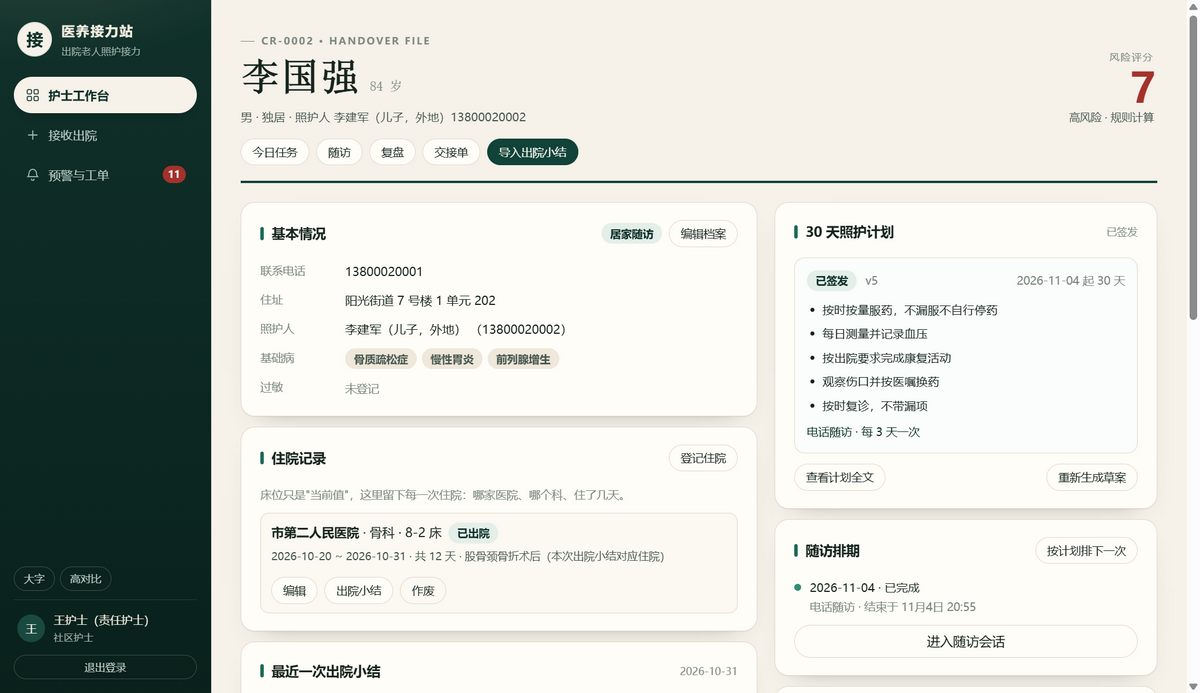 接
医养接力站
出院老人照护接力
护士工作台
接收出院
预警与工单
11
大字
高对比
王
王护士（责任护士）
社区护士
退出登录
CR-0002 • HANDOVER FILE
李国强
84 岁
男 · 独居 · 照护人 李建军（儿子，外地）13800020002
今日任务
随访
复盘
交接单
导入出院小结
风险评分
7
高风险 · 规则计算
基本情况
居家随访
编辑档案
联系电话 13800020001
住址 阳光街道 7 号楼 1 单元 202
照护人 李建军（儿子，外地）（13800020002）
基础病 骨质疏松症 慢性胃炎 前列腺增生
过敏 未登记
住院记录
登记住院
床位只是"当前值"，这里留下每一次住院：哪家医院、哪个科、住了几天。
市第二人民医院 · 骨科 · 8-2 床 已出院
2026-10-20 ~ 2026-10-31 · 共 12 天 · 股骨颈骨折术后（本次出院小结对应住院）
编辑
出院小结
作废
最近一次出院小结
2026-10-31
30 天照护计划
已签发
已签发 v5 2026-11-04 起 30 天
• 按时按量服药，不漏服不自行停药
• 每日测量并记录血压
• 按出院要求完成康复活动
• 观察伤口并按医嘱换药
• 按时复诊，不带漏项
电话随访 · 每 3 天一次
查看计划全文
重新生成草案
随访排期
按计划排下一次
2026-11-04 · 已完成
电话随访 · 结束于 11月4日 20:55
进入随访会话